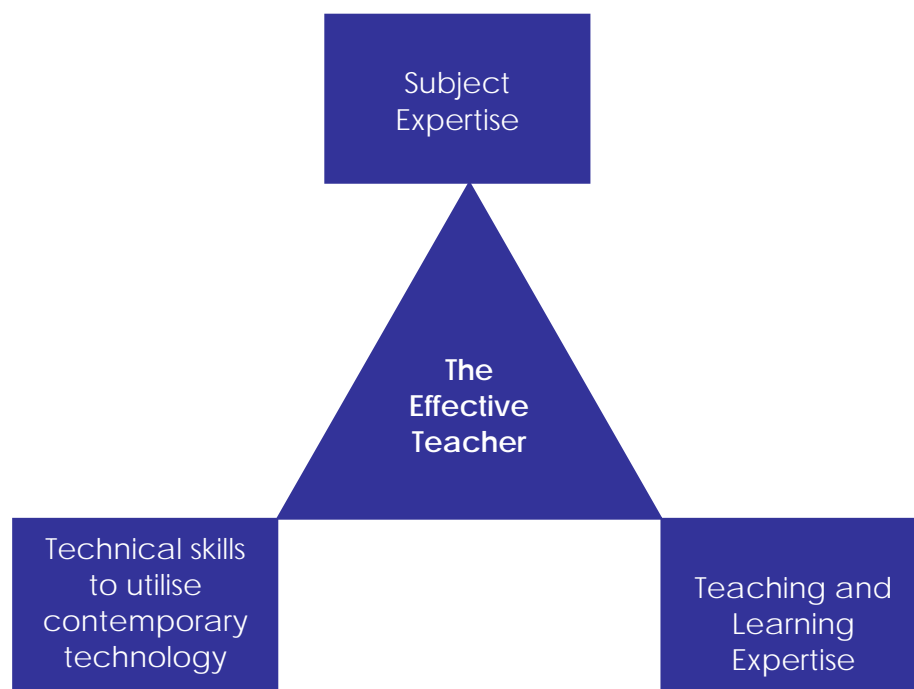 Subject
Expertise
The
Effective
Teacher
Technical skills
to utilise
contemporary
technology
Teaching and
Learning
Expertise